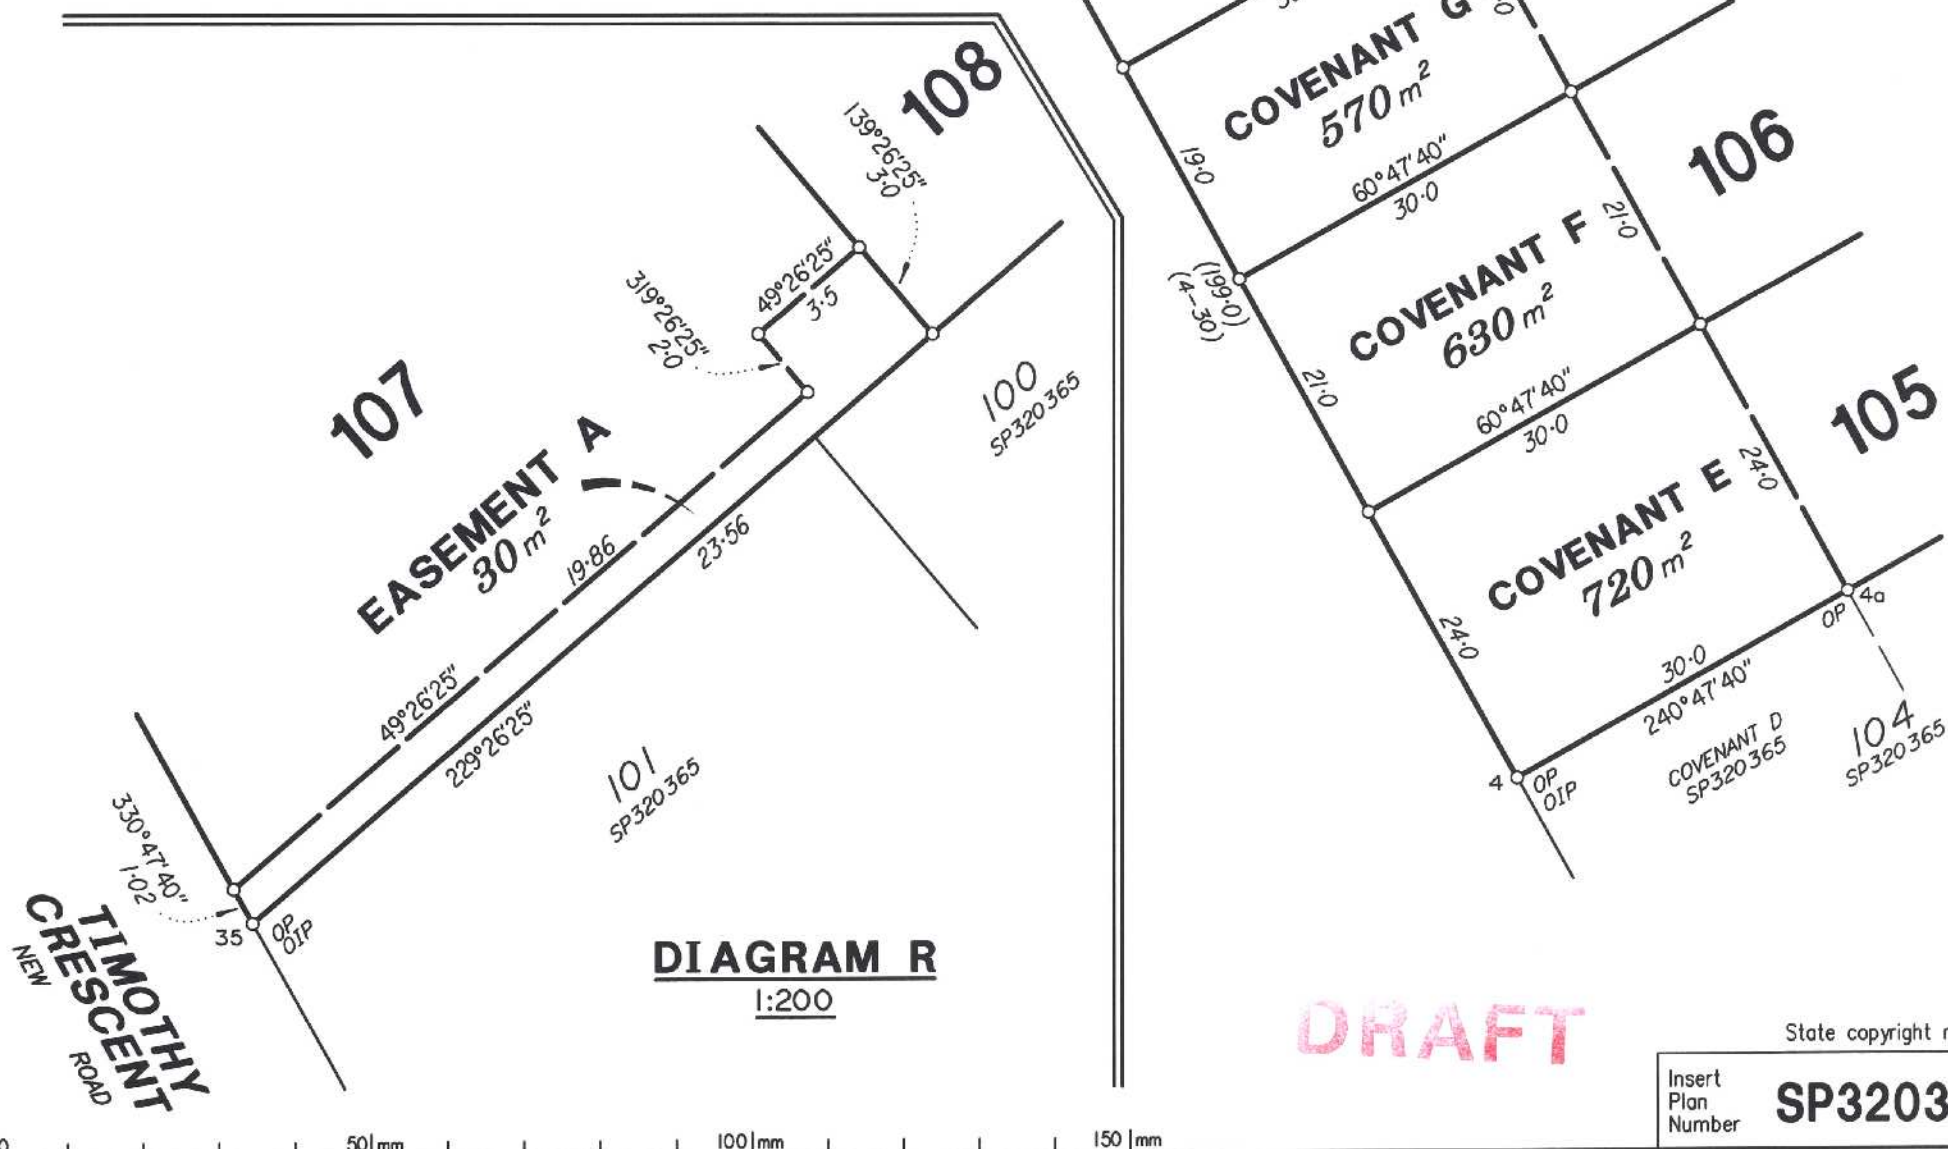 108
139°26'25"
3·0
49°26'25"
3·5
319°26'25"
2·0
107
100
SP320365
EASEMENT A
30 m²
19·86
23·56
49°26'25"
229°26'25"
101
SP320365
330°47'40"
1·02
35
OP
OIP
TIMOTHY
CRESCENT
NEW
ROAD
DIAGRAM R
1:200
COVENANT G
570 m²
19·0
60°47'40"
30·0
106
21·0
(199·0)
(4-30)
COVENANT F
630 m²
21·0
60°47'40"
30·0
105
24·0
COVENANT E
720 m²
24·0
OP
4a
30·0
240°47'40"
4
OP
OIP
COVENANT D
SP320365
104
SP320365
DRAFT
State copyright
Insert
Plan
Number
SP3203
50 mm
100 mm
150 mm